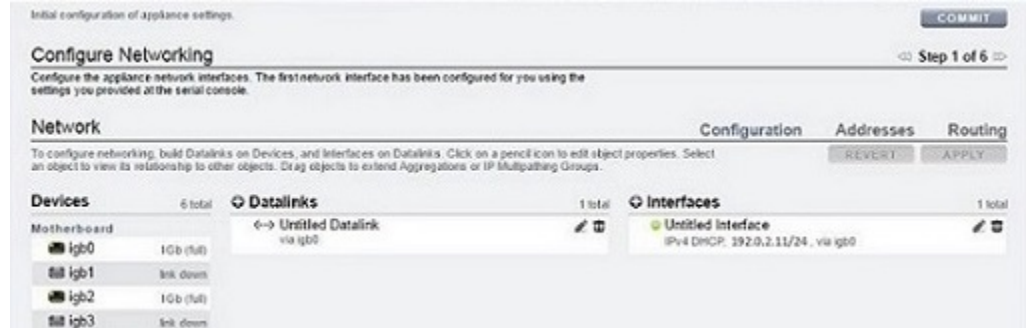 Initial configuration of appliance settings.
COMMIT
Configure Networking
Step 1 of 6
Configure the appliance network interfaces. The first network interface has been configured for you using the
settings you provided at the serial console.
Network
Configuration Addresses Routing
To configure networking, build Datalinks on Devices, and Interfaces on Datalinks. Click on a pencil icon to edit object properties. Select
an object to view its relationship to other objects. Drag objects to extend Aggregations or IP Multipathing Groups.
REVERT APPLY
Devices 6 total
Motherboard
igb0 1Gb (full)
igb1 link down
igb2 1Gb (full)
igb3 link down
Datalinks 1 total
Untitled Datalink
via igb0
Interfaces 1 total
Untitled Interface
IPv4 DHCP, 192.0.2.11/24, via igb0